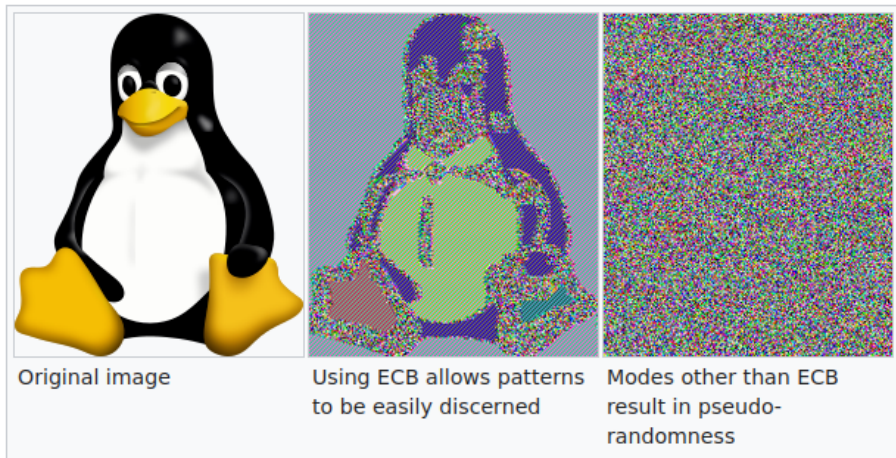 Original image
Using ECB allows patterns
to be easily discerned
Modes other than ECB
result in pseudo-
randomness